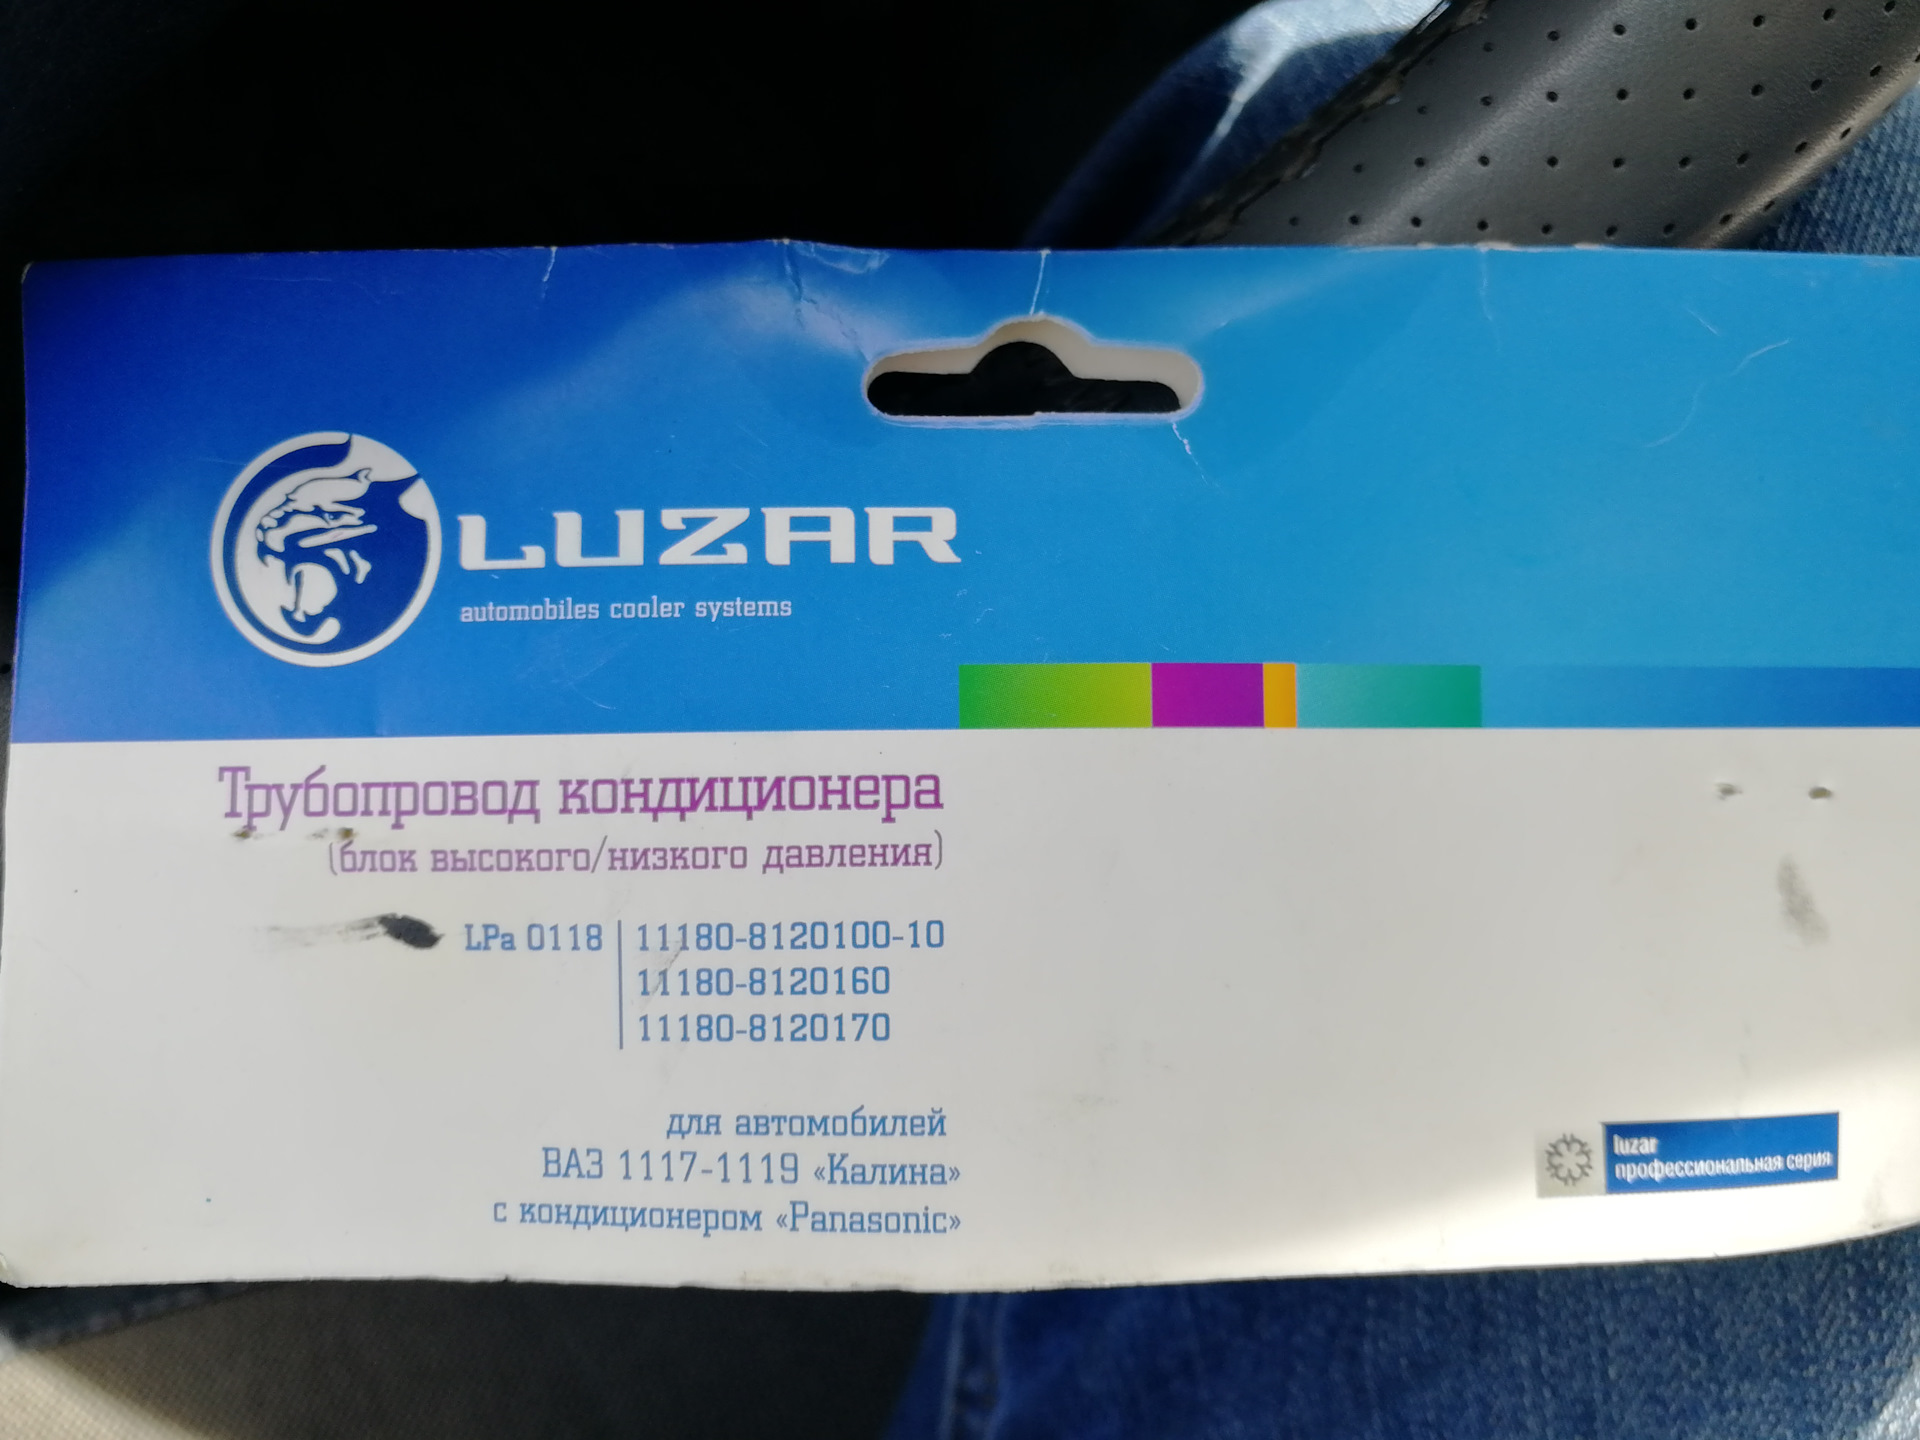 LUZAR
automobiles cooler systems
Трубопровод кондиционера
(блок высокого/низкого давления)
LPa 0118 11180-8120100-10
11180-8120160
11180-8120170
для автомобилей
ВАЗ 1117-1119 «Калина»
с кондиционером «Panasonic»
luzar
профессиональная серия